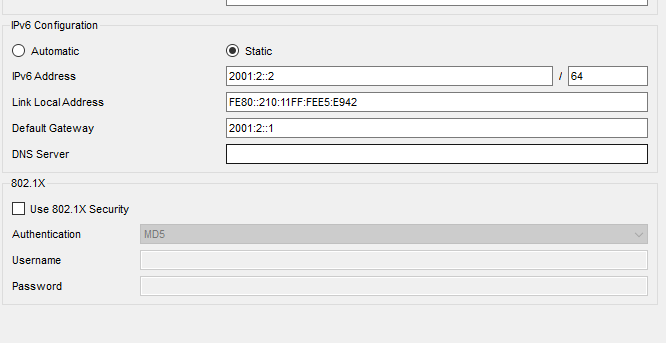 IPv6 Configuration
Automatic
Static
IPv6 Address
2001:2::2
/
64
Link Local Address
FE80::210:11FF:FEE5:E942
Default Gateway
2001:2::1
DNS Server
802.1X
Use 802.1X Security
Authentication
MD5
Username
Password